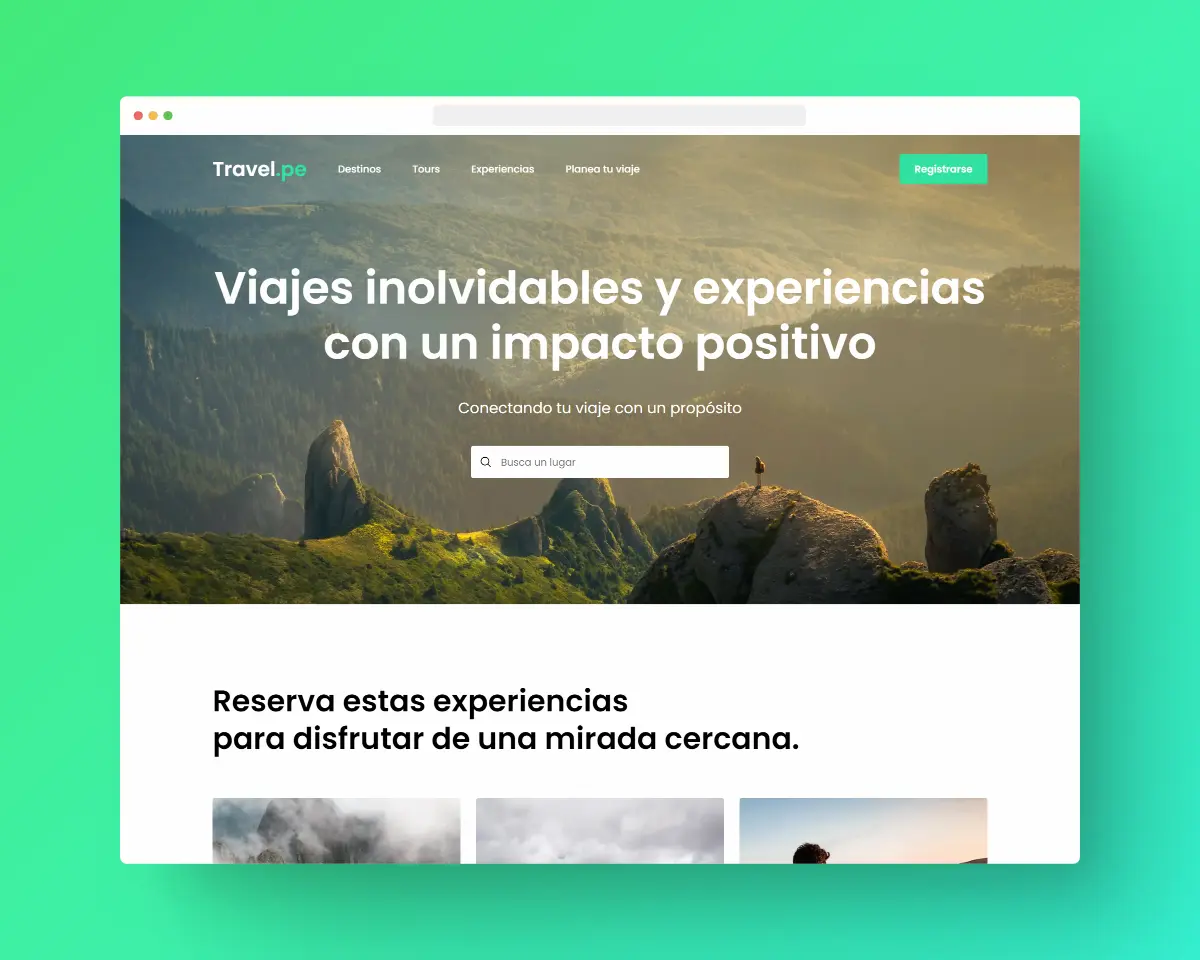 Travel.pe
Destinos
Tours
Experiencias
Planea tu viaje
Registrarse
Viajes inolvidables y experiencias
con un impacto positivo
Conectando tu viaje con un propósito
Busca un lugar
Reserva estas experiencias
para disfrutar de una mirada cercana.